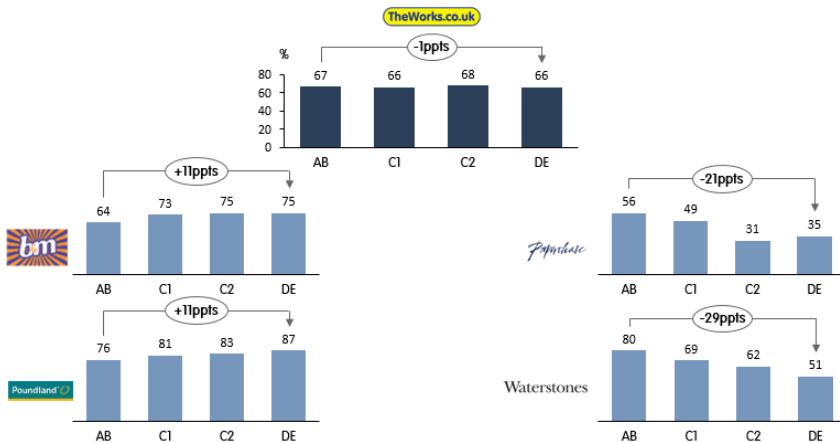 TheWorks.co.uk
-1ppts
%
80
60
40
20
0
67 66 68 66
AB C1 C2 DE
+11ppts
64 73 75 75
b&m
AB C1 C2 DE
-21ppts
56 49 31 35
Paperchase
AB C1 C2 DE
+11ppts
76 81 83 87
Poundland
AB C1 C2 DE
-29ppts
80 69 62 51
Waterstones
AB C1 C2 DE